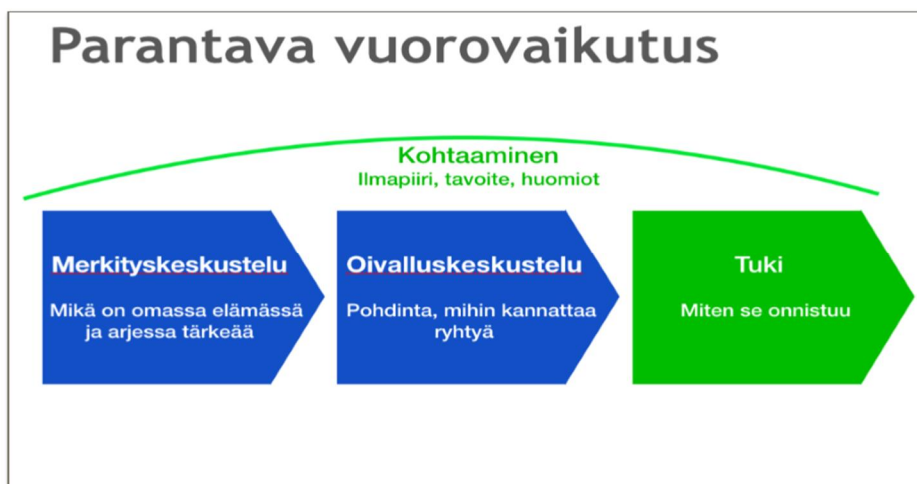 Parantava vuorovaikutus
Kohtaaminen
Ilmapiiri, tavoite, huomiot
Merkityskeskustelu
Mikä on omassa elämässä
ja arjessa tärkeää
Oivalluskeskustelu
Pohdinta, mihin kannattaa
ryhtyä
Tuki
Miten se onnistuu